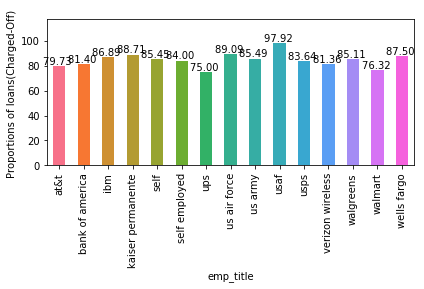 Proportions of loans(Charged-Off)
100
80
60
40
20
0
79.73
81.40
86.89
88.71
85.45
84.00
75.00
89.09
85.49
97.92
83.64
81.36
85.11
76.32
87.50
at&t
bank of america
ibm
kaiser permanente
self
self employed
ups
us air force
us army
usaf
usps
verizon wireless
walgreens
walmart
wells fargo
emp_title